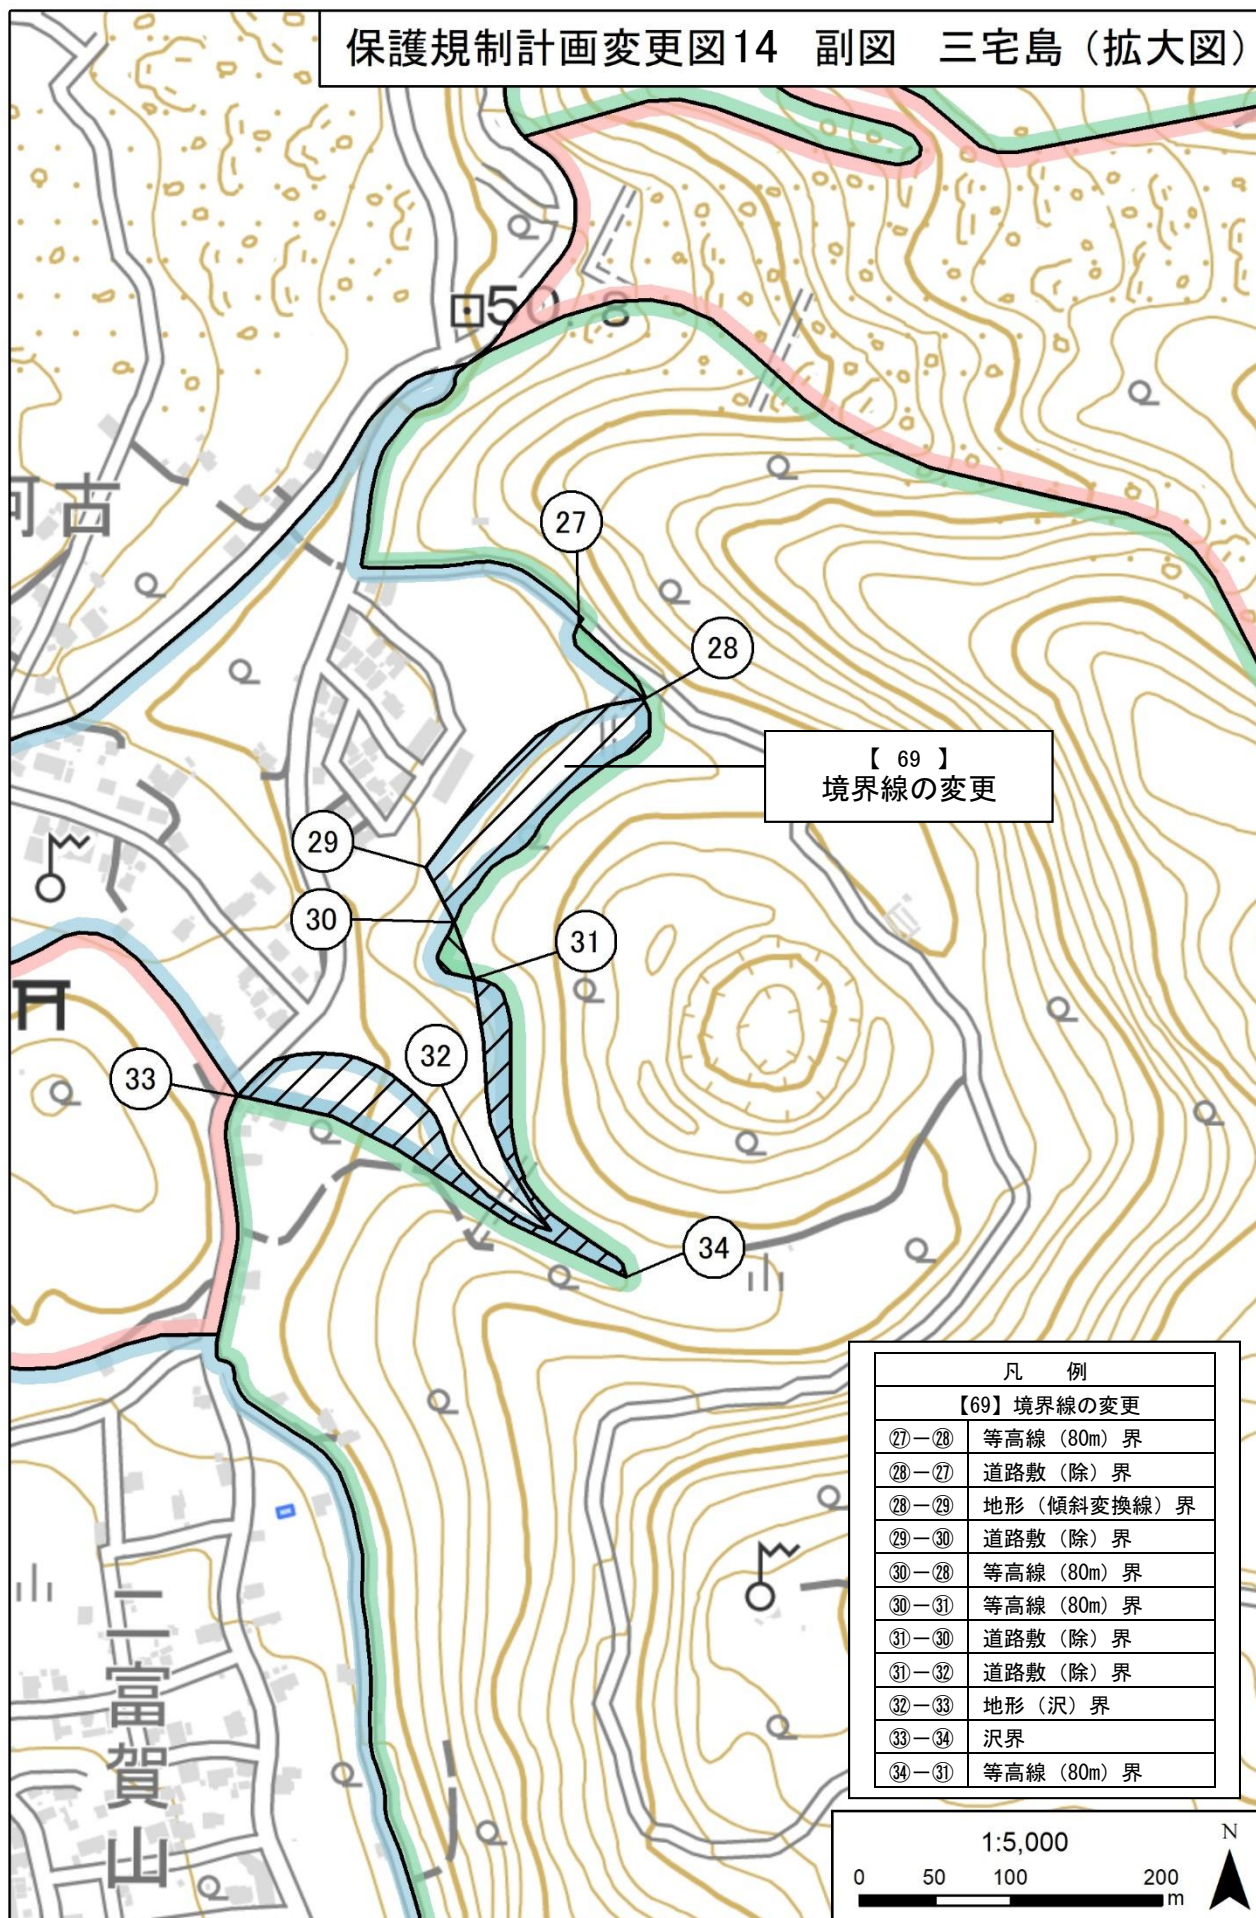 保護規制計画変更図14　副図　三宅島（拡大図）
50.8
阿古
27
28
【 69 】
境界線の変更
29
30
31
32
33
34
凡　例
【69】境界線の変更
㉗－㉘ 等高線（80m）界
㉘－㉗ 道路敷（除）界
㉘－㉙ 地形（傾斜変換線）界
㉙－㉚ 道路敷（除）界
㉚－㉘ 等高線（80m）界
㉚－㉛ 等高線（80m）界
㉛－㉚ 道路敷（除）界
㉛－㉜ 道路敷（除）界
㉜－㉝ 地形（沢）界
㉝－㉞ 沢界
㉞－㉛ 等高線（80m）界
二富賀山
1:5,000
N
0 50 100 200
m